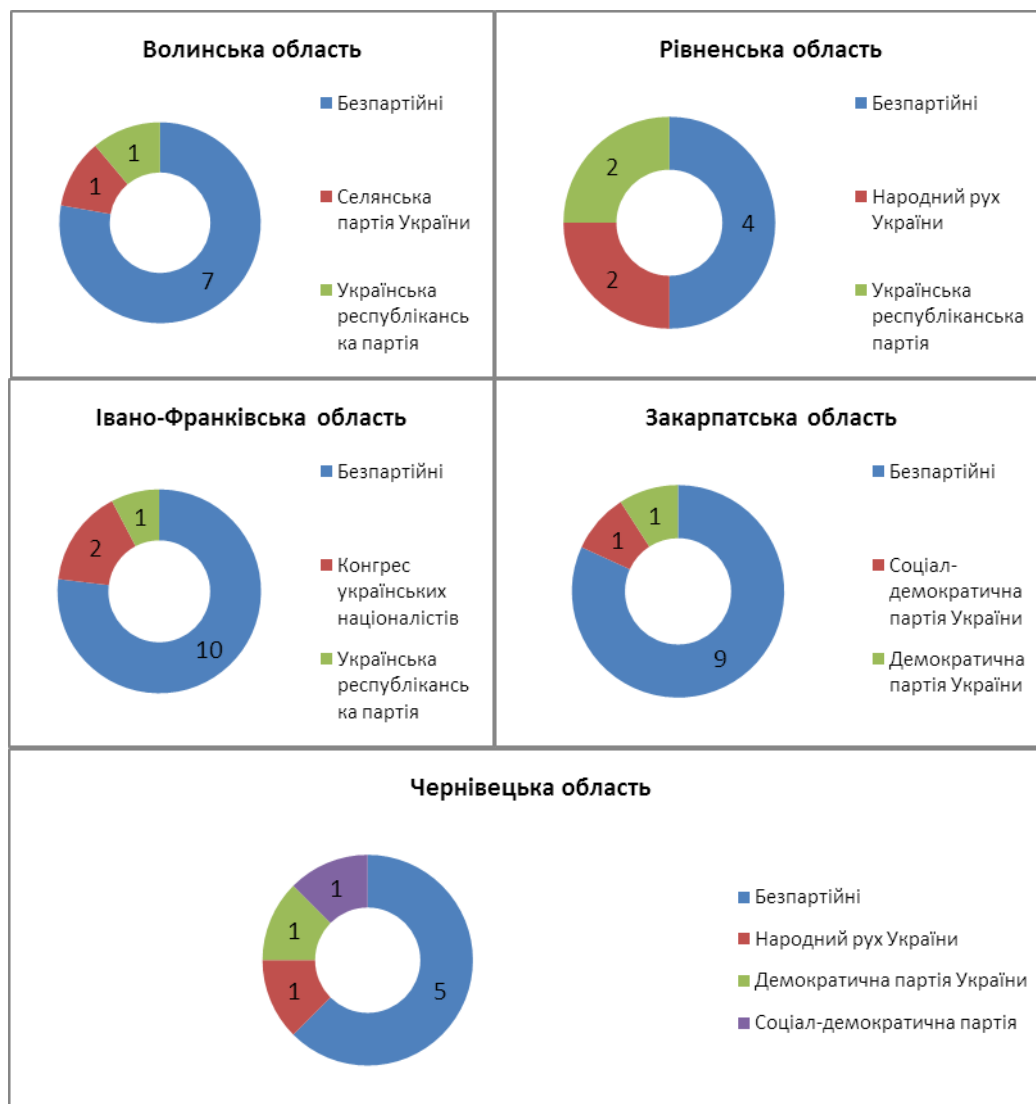 Волинська область
Безпартійні
Селянська
партія України
Українська
республікансь
ка партія
1
1
7
Рівненська область
Безпартійні
Народний рух
України
Українська
республіканська
партія
2
4
2
Івано-Франківська область
Безпартійні
Конгрес
українських
націоналістів
Українська
республікансь
ка партія
1
2
10
Закарпатська область
Безпартійні
Соціал-
демократична
партія України
Демократична
партія України
1
1
9
Чернівецька область
1
1
1
5
Безпартійні
Народний рух України
Демократична партія України
Соціал-демократична партія